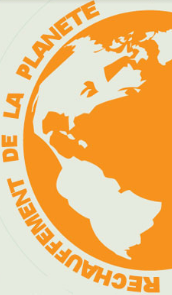 RECHAUFFEMENT DE LA PLANETE